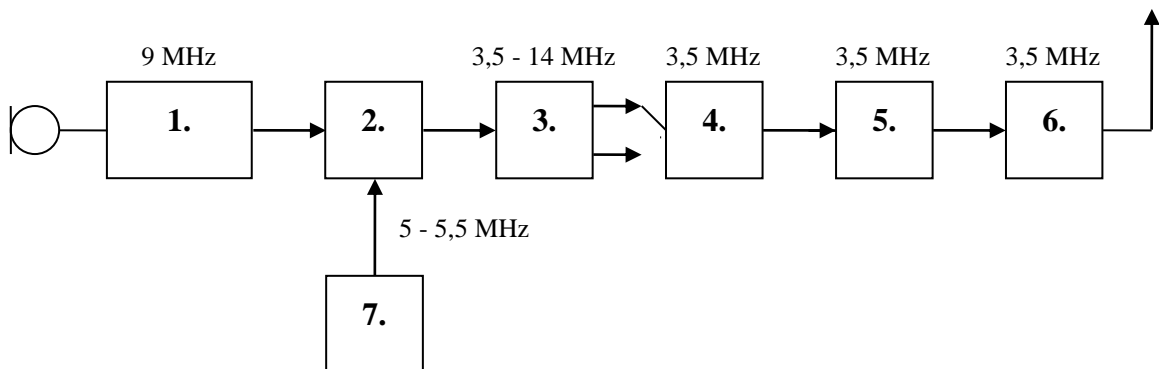 9 MHz
3,5 - 14 MHz
3,5 MHz
3,5 MHz
3,5 MHz
1.
2.
3.
4.
5.
6.
5 - 5,5 MHz
7.